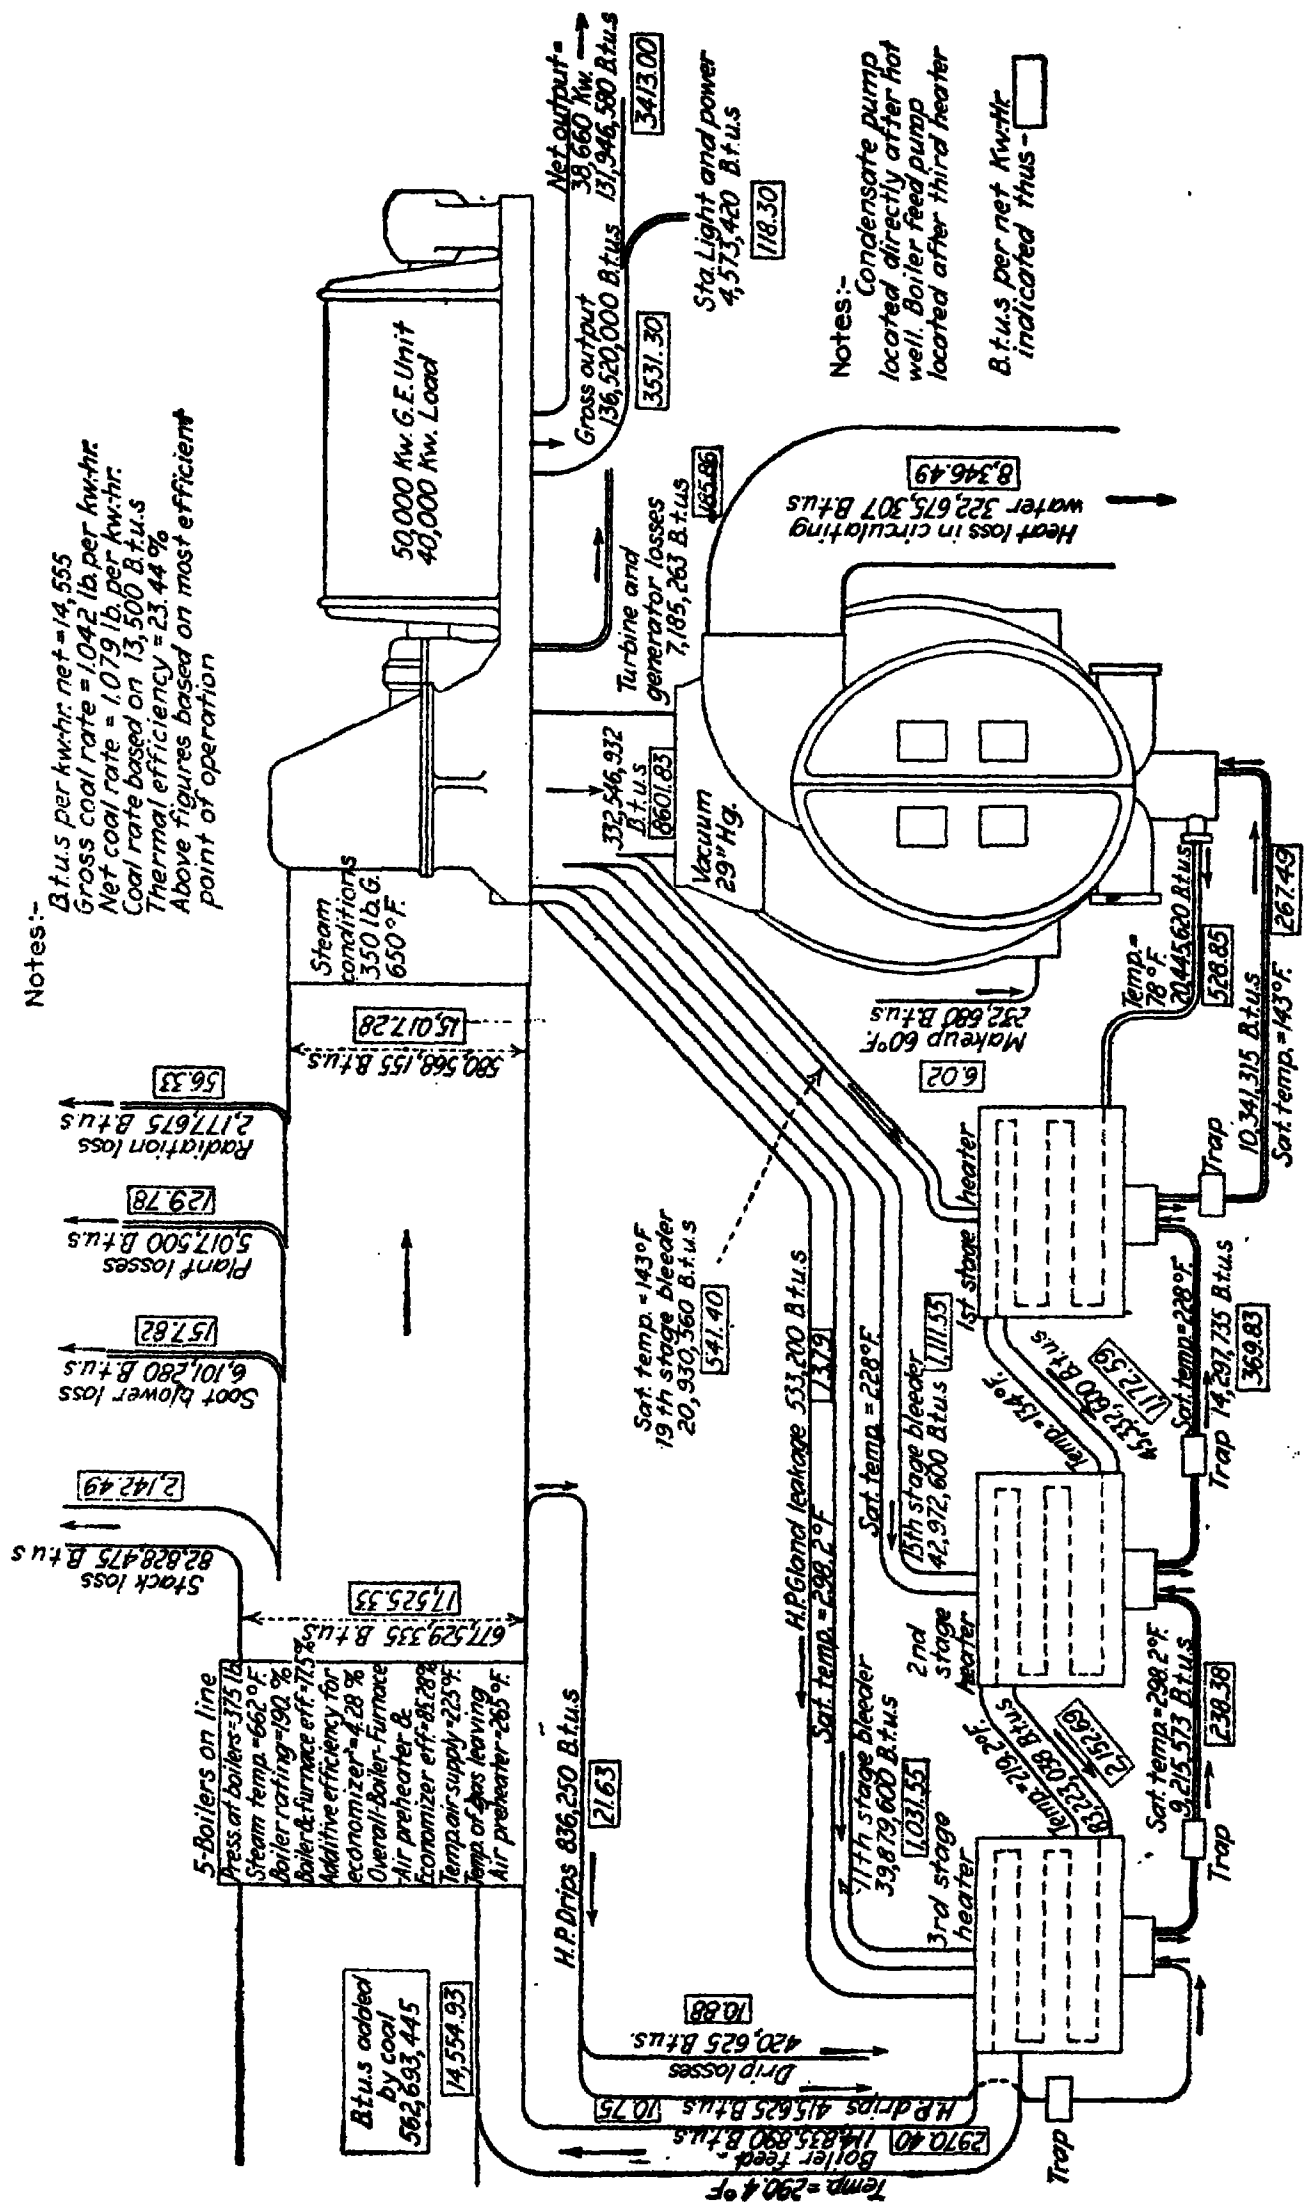 Notes:-
B.t.u.s per kw.-hr. net = 14,555
Gross coal rate = 1.042 lb. per kw.-hr.
Net coal rate = 1.079 lb. per kw.-hr.
Coal rate based on 13,500 B.t.u.s
Thermal efficiency = 23.44 %
Above figures based on most efficient
point of operation
Stack loss
82,828,475 B.t.u.s
2,142.49
Soot blower loss
6,101,280 B.t.u.s
157.82
Plant losses
5,017,500 B.t.u.s
129.78
Radiation loss
2,177,675 B.t.u.s
56.33
5-Boilers on line
Press. at boilers = 375 lb.
Steam temp. = 662 °F.
Boiler rating = 190 %
Boiler & furnace eff. = 77.5%
Additive efficiency for
economizer = 4.28 %
Overall-Boiler-Furnace
Air preheater &
Economizer eff. = 85.28%
Temp. air supply = 225 °F.
Temp. of gas leaving
Air preheater = 265 °F.
677,529,335 B.t.u.s
17,525.33
580,568,155 B.t.u.s
15,017.28
Steam
conditions
350 lb. G.
650 °F.
50,000 Kw. G.E. Unit
40,000 Kw. Load
B.t.u.s added
by coal
562,693,445
14,554.93
H.P. Drips 836,250 B.t.u.s
21.63
Drip losses
420,625 B.t.u.s.
10.88
H.P. drips 415,625 B.t.u.s
10.75
Boiler feed
114,835,890 B.t.u.s
2970.40
Temp. = 290.4 °F
Gross output
136,520,000 B.t.u.s
3531.30
Net output =
38,660 Kw.
131,946,580 B.t.u.s
3413.00
Sta. Light and power
4,573,420 B.t.u.s
118.30
Turbine and
generator losses
7,185,263 B.t.u.s
185.86
332,546,932
B.t.u.s
8601.83
Vacuum
29" Hg.
Heat loss in circulating
water 322,675,307 B.t.u.s
8,346.49
Notes:-
Condensate pump
located directly after hot
well. Boiler feed pump
located after third heater
B.t.u.s per net Kw.-Hr.
indicated thus-
Makeup 60°F.
232,680 B.t.u.s
6.02
Sat. temp. = 143°F
19 th stage bleeder
20,930,360 B.t.u.s
541.40
H.P. Gland leakage 533,200 B.t.u.s
13.79
Sat. temp. = 298.2°F
Sat. temp. = 228°F
15th stage bleeder
42,972,600 B.t.u.s
1,111.55
11th stage bleeder
39,879,600 B.t.u.s
1,031.55
3rd stage
heater
2nd
stage
heater
1st stage heater
Temp. = 219.2°F.
83,223,038 B.t.u.s
2,152.69
Temp. = 134°F.
45,332,600 B.t.u.s
1,172.59
Temp. =
78 °F.
20,445,620 B.t.u.s
528.85
Trap
Trap
Sat. temp. = 298.2°F.
9,215,573 B.t.u.s
238.38
Sat. temp. = 228°F.
Trap 14,297,735 B.t.u.s
369.83
Trap
10,341,315 B.t.u.s
Sat. temp. = 143°F.
267.49